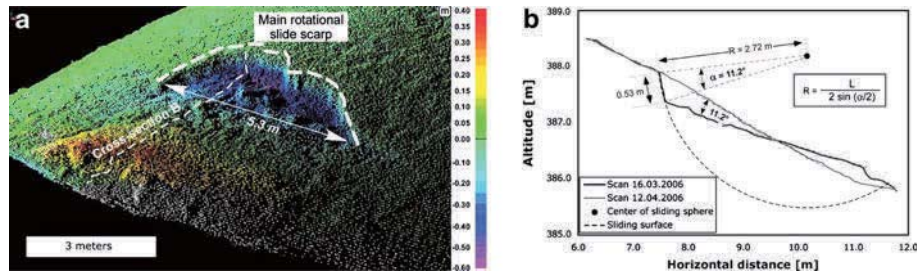 a
Main rotational
slide scarp
5.3 m
Cross-section B
3 meters
[m]
0.40
0.35
0.30
0.25
0.20
0.15
0.10
0.05
0.00
0.05
0.10
0.15
0.20
0.25
0.30
0.35
0.40
0.60
b
389.0
388.0
387.0
386.0
385.0
Altitude [m]
R = 2.72 m
α = 11.2°
0.53 m
11.2°
R = L
2 sin (α/2)
Scan 16.03.2006
Scan 12.04.2006
Center of sliding sphere
Sliding surface
6.0 7.0 8.0 9.0 10.0 11.0 12.0
Horizontal distance [m]